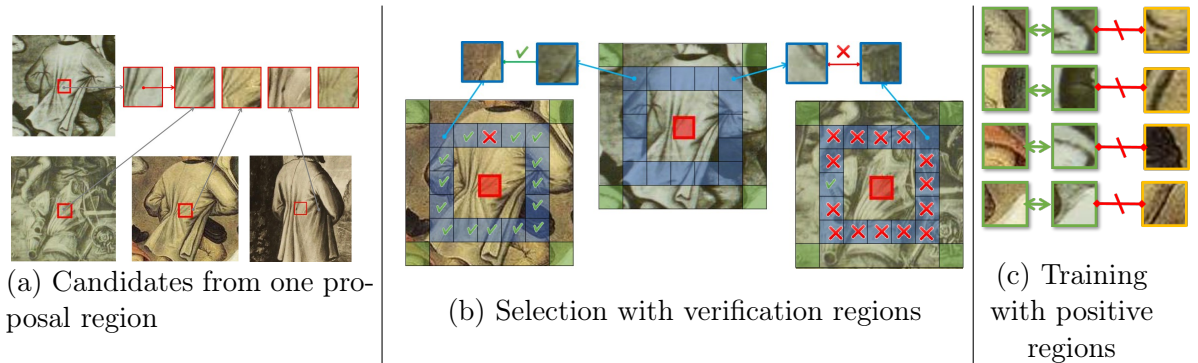 (a) Candidates from one pro-
posal region
(b) Selection with verification regions
(c) Training
with positive
regions